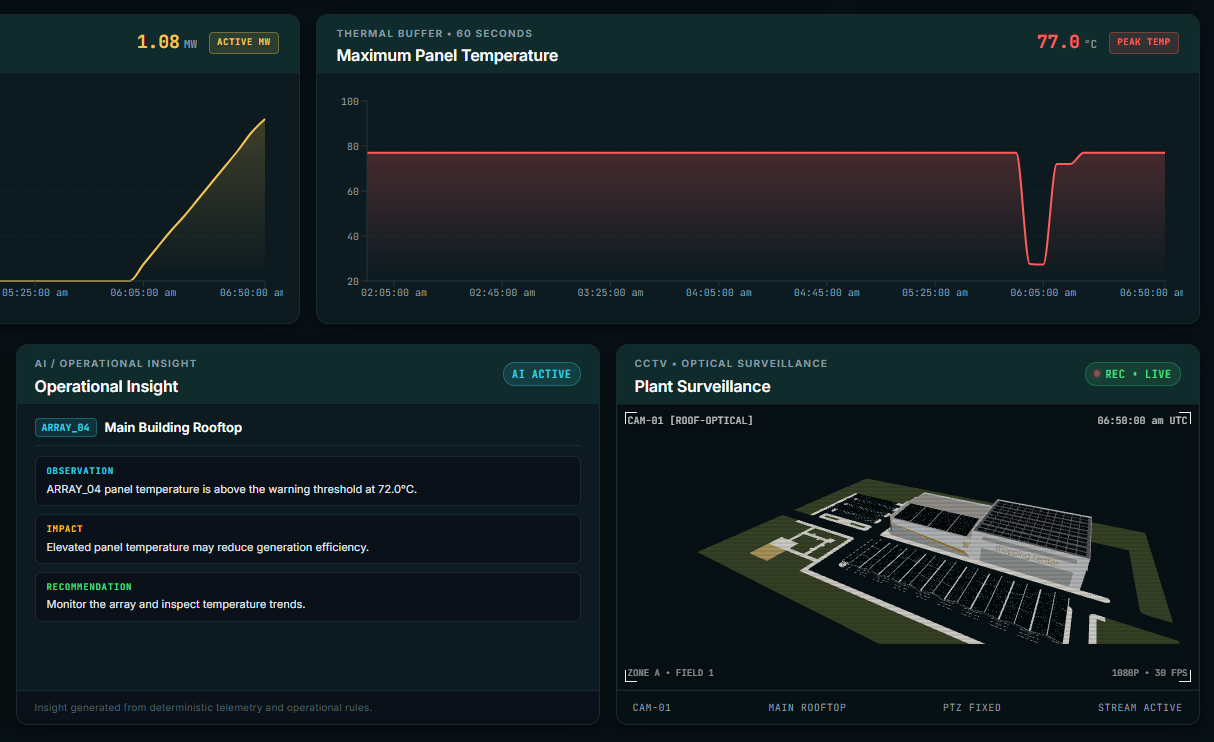 1.08 MW ACTIVE MW
05:25:00 am 06:05:00 am 06:50:00 am
THERMAL BUFFER • 60 SECONDS
Maximum Panel Temperature
77.0 °C PEAK TEMP
100
80
60
40
20
02:05:00 am 02:45:00 am 03:25:00 am 04:05:00 am 04:45:00 am 05:25:00 am 06:05:00 am 06:50:00 am
AI / OPERATIONAL INSIGHT
Operational Insight
AI ACTIVE
ARRAY_04 Main Building Rooftop
OBSERVATION
ARRAY_04 panel temperature is above the warning threshold at 72.0°C.
IMPACT
Elevated panel temperature may reduce generation efficiency.
RECOMMENDATION
Monitor the array and inspect temperature trends.
Insight generated from deterministic telemetry and operational rules.
CCTV • OPTICAL SURVEILLANCE
Plant Surveillance
REC • LIVE
CAM-01 [ROOF-OPTICAL]
06:50:00 am UTC
ZONE A • FIELD 1
1080P • 30 FPS
CAM-01 MAIN ROOFTOP PTZ FIXED STREAM ACTIVE